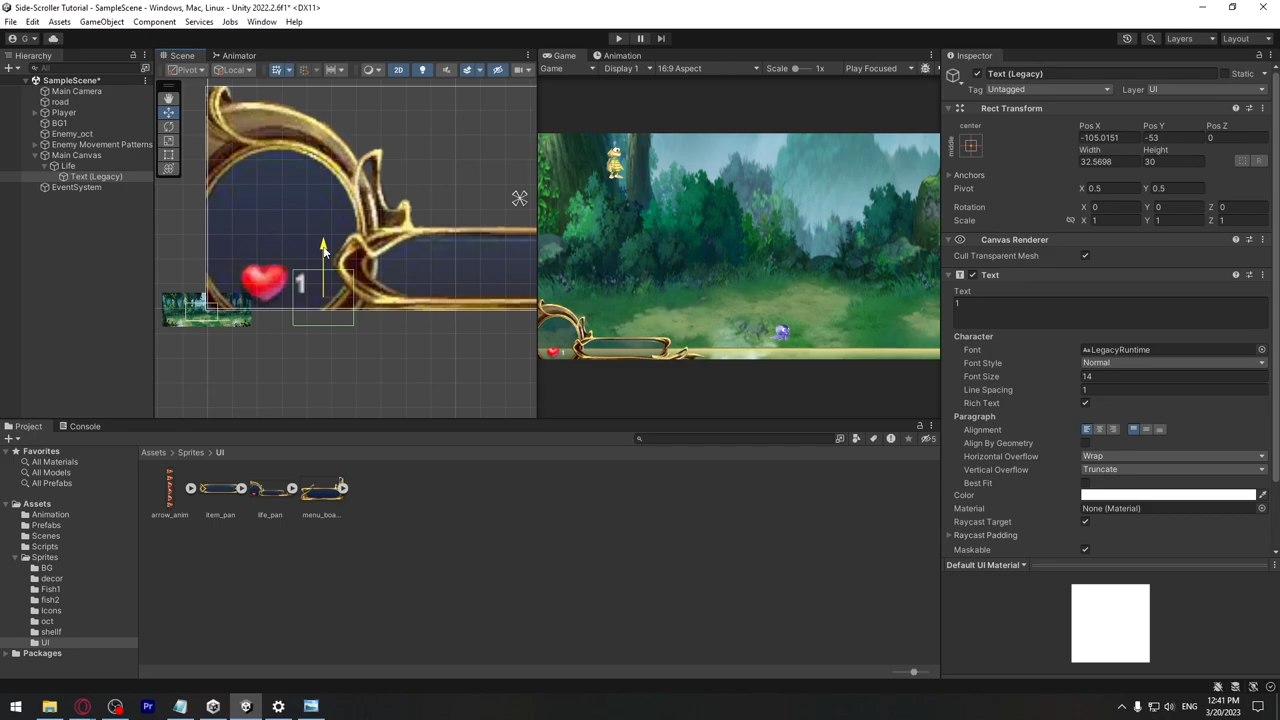 Side-Scroller Tutorial - SampleScene - Windows, Mac, Linux - Unity 2022.2.6f1* <DX11>
File Edit Assets GameObject Component Services Jobs Window Help
G
Layers Layout
Hierarchy
All
SampleScene*
Main Camera
road
Player
BG1
Enemy_oct
Enemy Movement Patterns
Main Canvas
Life
Text (Legacy)
EventSystem
Scene Animator
Pivot Local 2D
1
Game Animation
Game Display 1 16:9 Aspect Scale 1x Play Focused
1
Inspector
Text (Legacy) Static
Tag Untagged Layer UI
Rect Transform
center
middle
Pos X Pos Y Pos Z
-105.0151 -53 0
Width Height
32.5698 30
R
Anchors
Pivot X 0.5 Y 0.5
Rotation X 0 Y 0 Z 0
Scale X 1 Y 1 Z 1
Canvas Renderer
Cull Transparent Mesh
Text
Text
1
Character
Font Aa LegacyRuntime
Font Style Normal
Font Size 14
Line Spacing 1
Rich Text
Paragraph
Alignment
Align By Geometry
Horizontal Overflow Wrap
Vertical Overflow Truncate
Best Fit
Color
Material None (Material)
Raycast Target
Raycast Padding
Maskable
Default UI Material
Project Console
5
Favorites
All Materials
All Models
All Prefabs
Assets
Animation
Prefabs
Scenes
Scripts
Sprites
BG
decor
Fish1
fish2
Icons
oct
shellf
UI
Packages
Assets > Sprites > UI
arrow_anim item_pan life_pan menu_boa...
Pr
ENG
12:41 PM
3/20/2023